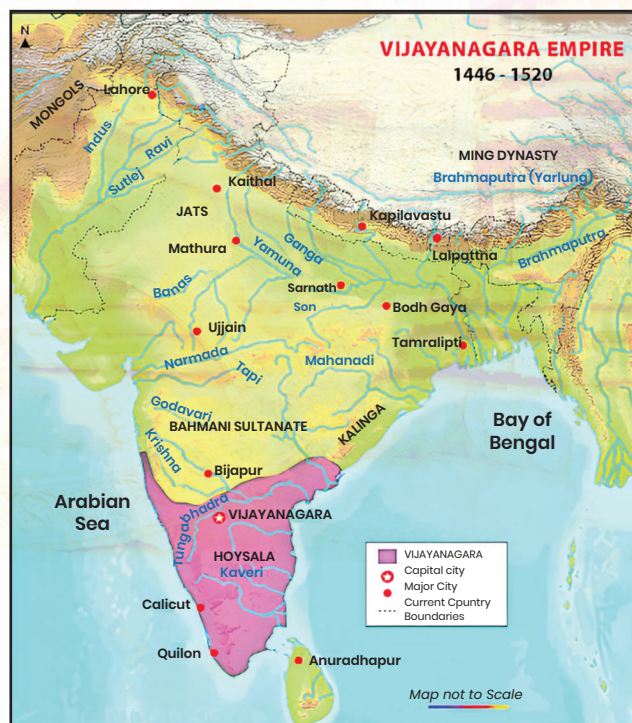 N
VIJAYANAGARA EMPIRE
1446 - 1520
MONGOLS
Lahore
Indus
Ravi
Sutlej
MING DYNASTY
Brahmaputra (Yarlung)
Kaithal
JATS
Kapilavastu
Mathura
Yamuna
Ganga
Lalpattna
Brahmaputra
Banas
Sarnath
Son
Bodh Gaya
Ujjain
Tamralipti
Narmada
Tapi
Mahanadi
Godavari
BAHMANI SULTANATE
KALINGA
Krishna
Bay of
Bengal
Bijapur
Arabian
Sea
Tungabhadra
VIJAYANAGARA
HOYSALA
Kaveri
Calicut
Quilon
Anuradhapur
VIJAYANAGARA
Capital city
Major City
Current Cpuntry
Boundaries
Map not to Scale